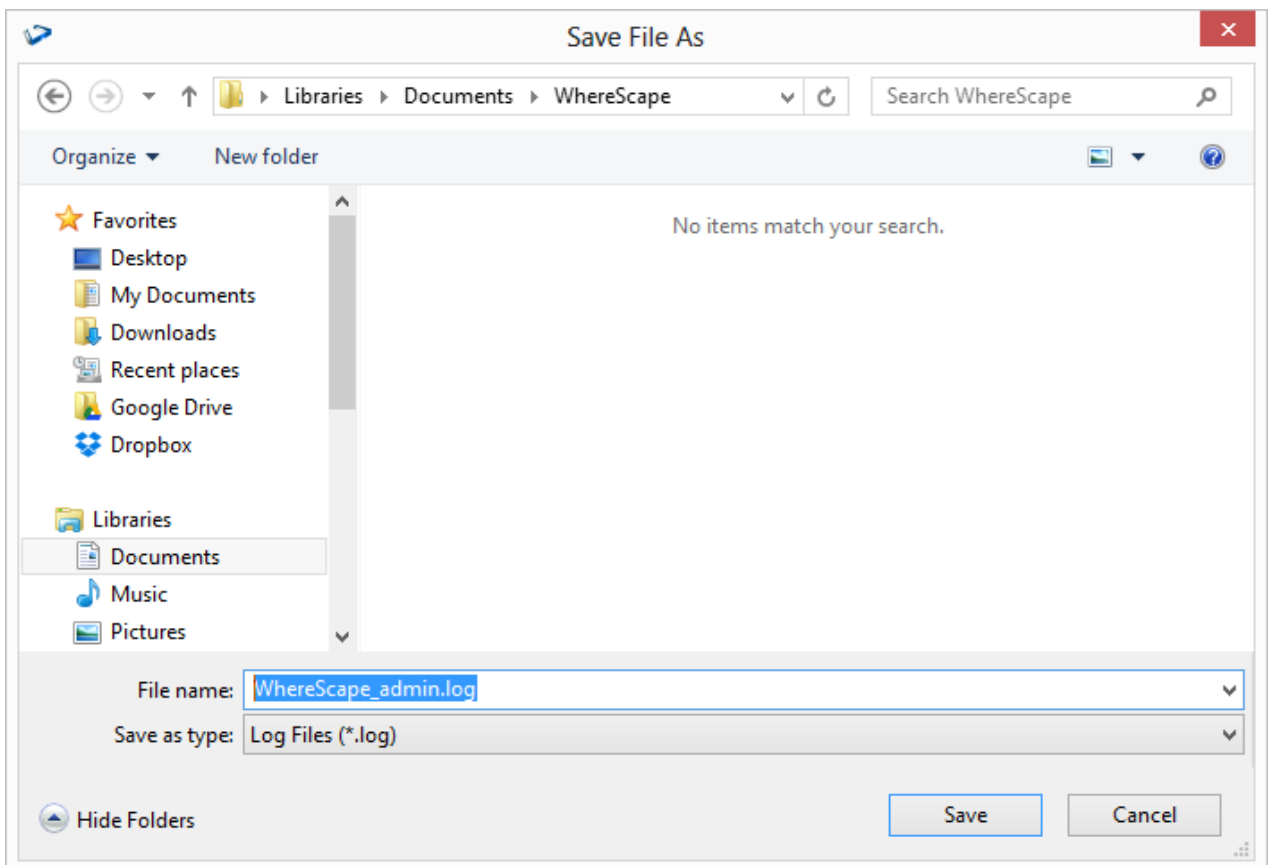 Save File As
Libraries Documents WhereScape
Search WhereScape
Organize New folder
Favorites
Desktop
My Documents
Downloads
Recent places
Google Drive
Dropbox
Libraries
Documents
Music
Pictures
No items match your search.
File name: WhereScape_admin.log
Save as type: Log Files (*.log)
Hide Folders
Save Cancel